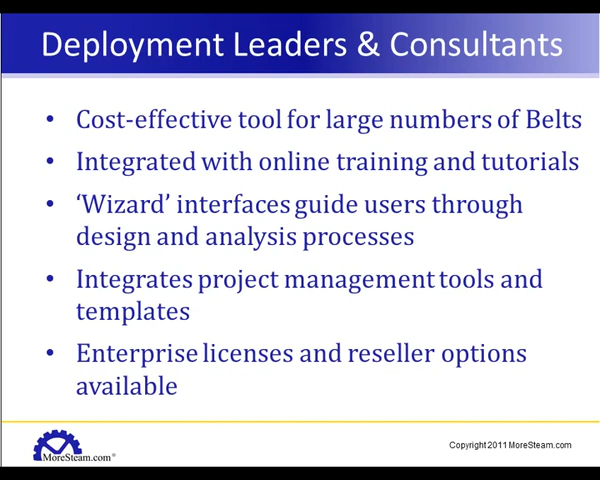 Deployment Leaders & Consultants
• Cost-effective tool for large numbers of Belts
• Integrated with online training and tutorials
• ‘Wizard’ interfaces guide users through
design and analysis processes
• Integrates project management tools and
templates
• Enterprise licenses and reseller options
available
MoreSteam.com®
Copyright 2011 MoreSteam.com